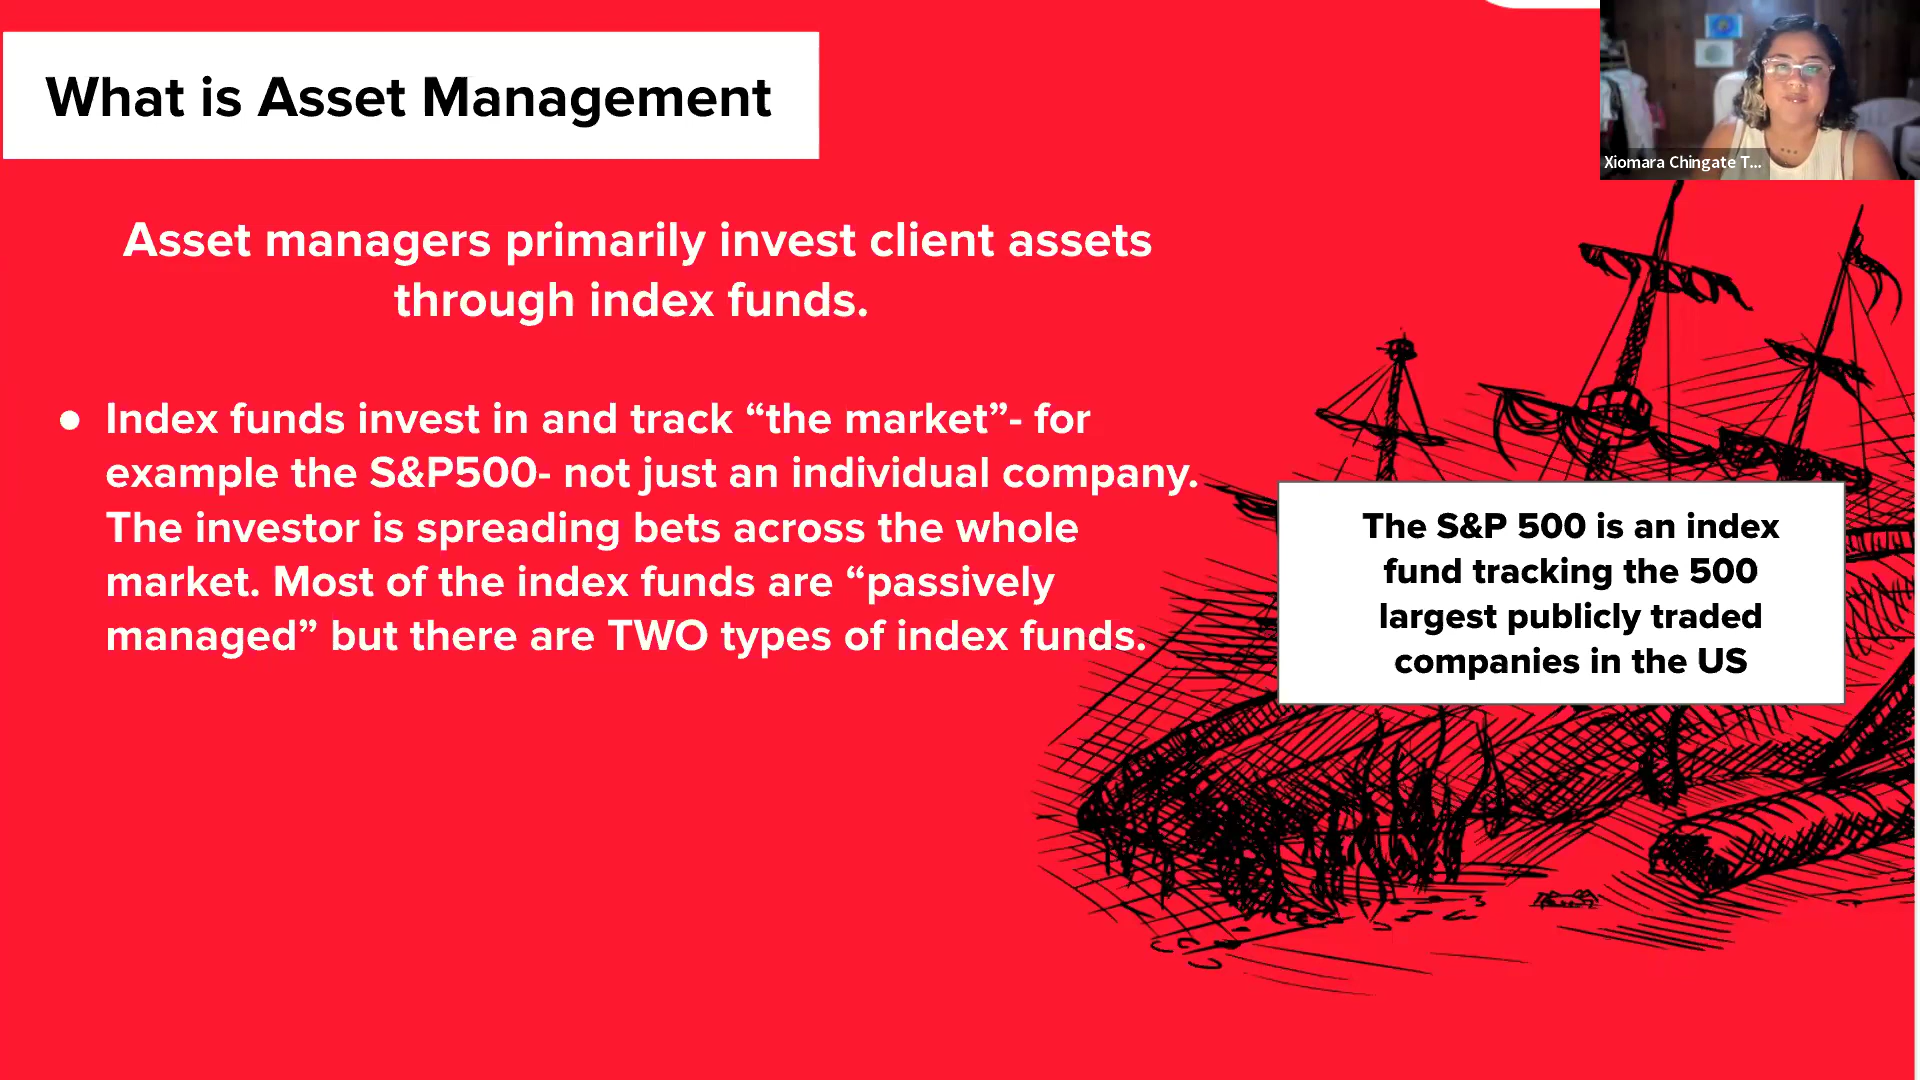 What is Asset Management
Xiomara Chingate T...
Asset managers primarily invest client assets
through index funds.
● Index funds invest in and track “the market”- for
example the S&P500- not just an individual company.
The investor is spreading bets across the whole
market. Most of the index funds are “passively
managed” but there are TWO types of index funds.
The S&P 500 is an index
fund tracking the 500
largest publicly traded
companies in the US